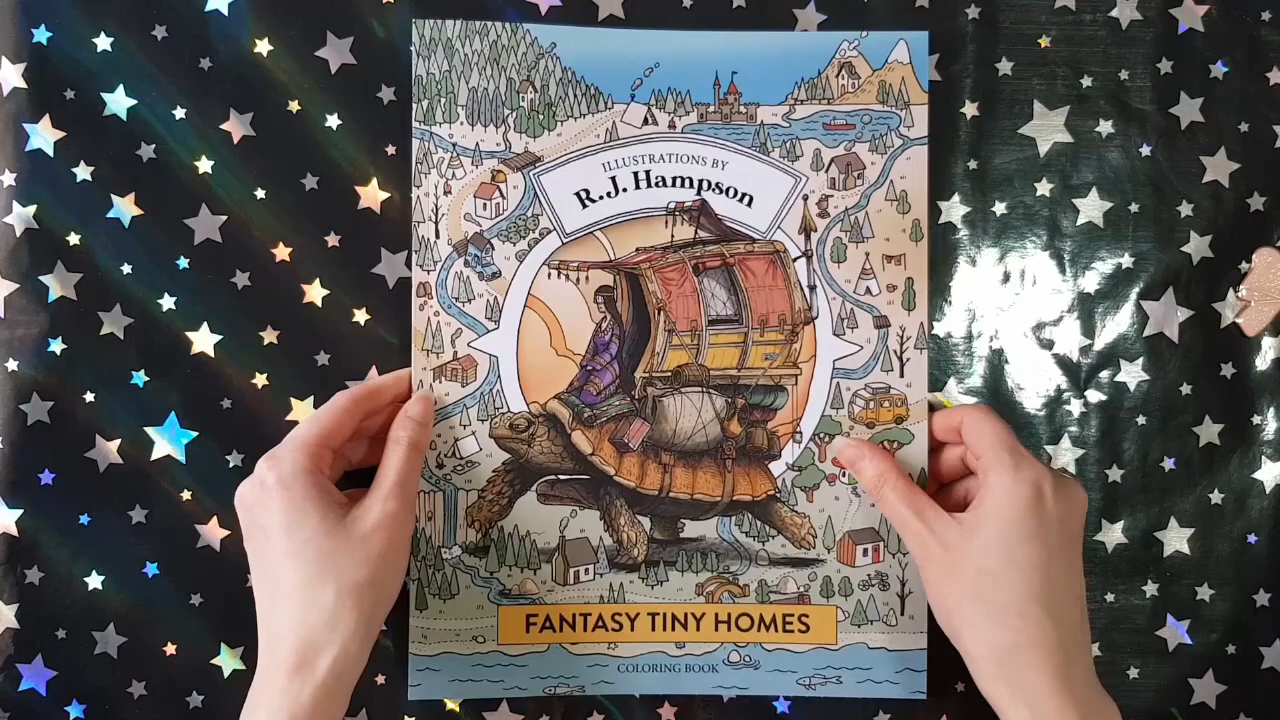 ILLUSTRATIONS BY
R.J. Hampson
FANTASY TINY HOMES
COLORING BOOK